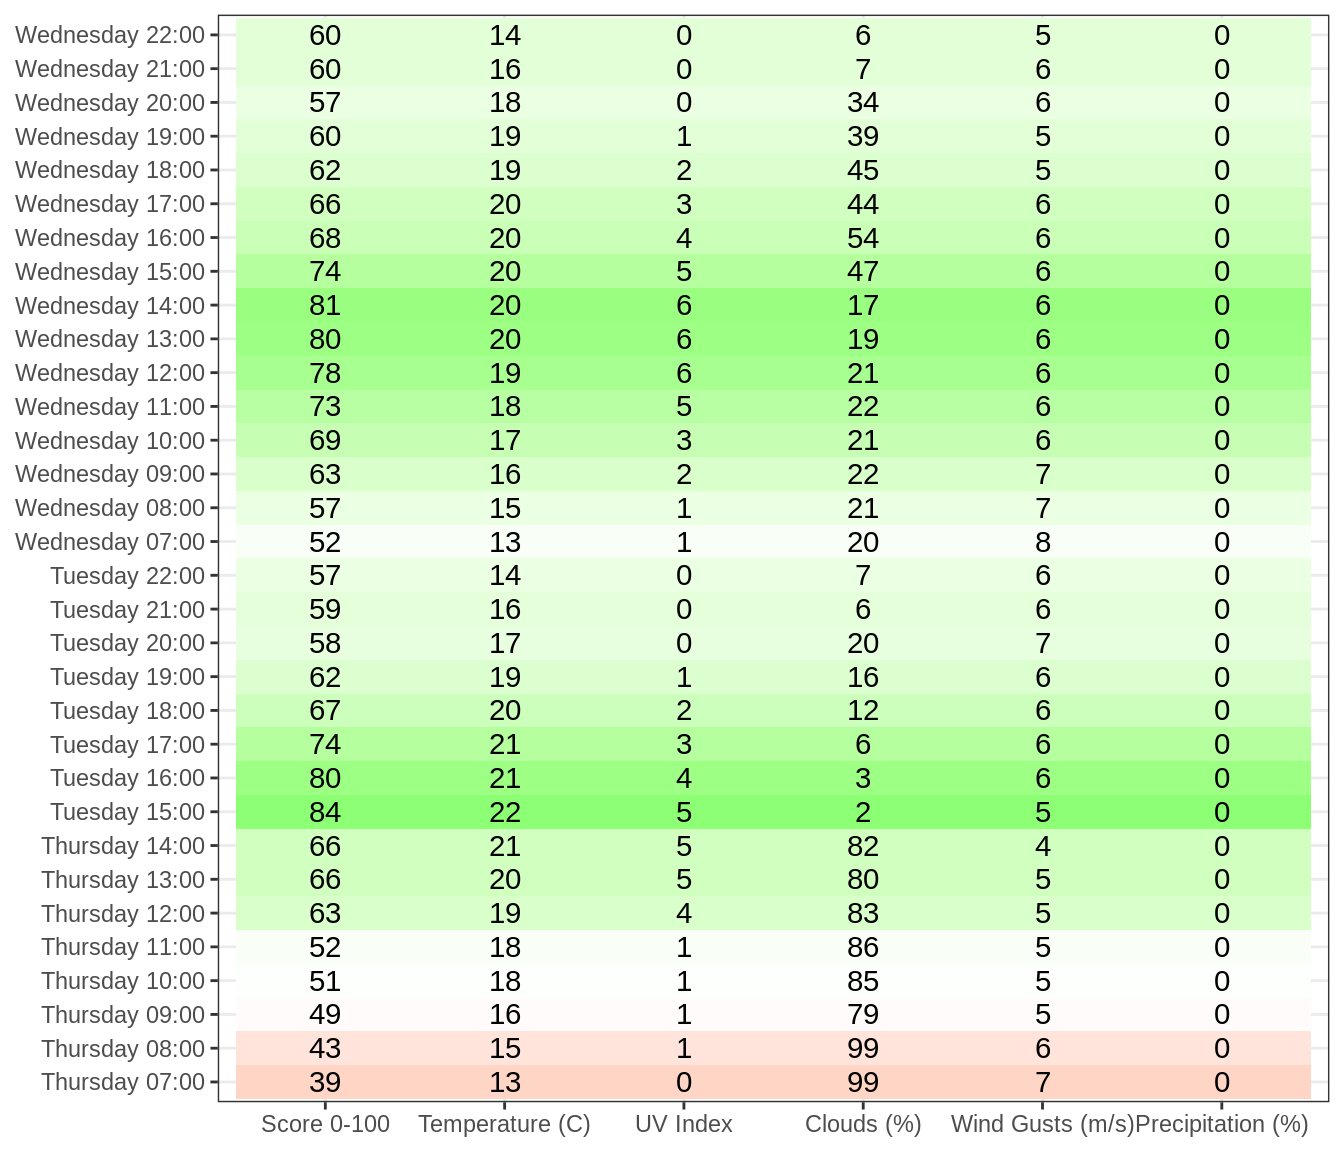 Wednesday 22:00 60 14 0 6 5 0
Wednesday 21:00 60 16 0 7 6 0
Wednesday 20:00 57 18 0 34 6 0
Wednesday 19:00 60 19 1 39 5 0
Wednesday 18:00 62 19 2 45 5 0
Wednesday 17:00 66 20 3 44 6 0
Wednesday 16:00 68 20 4 54 6 0
Wednesday 15:00 74 20 5 47 6 0
Wednesday 14:00 81 20 6 17 6 0
Wednesday 13:00 80 20 6 19 6 0
Wednesday 12:00 78 19 6 21 6 0
Wednesday 11:00 73 18 5 22 6 0
Wednesday 10:00 69 17 3 21 6 0
Wednesday 09:00 63 16 2 22 7 0
Wednesday 08:00 57 15 1 21 7 0
Wednesday 07:00 52 13 1 20 8 0
Tuesday 22:00 57 14 0 7 6 0
Tuesday 21:00 59 16 0 6 6 0
Tuesday 20:00 58 17 0 20 7 0
Tuesday 19:00 62 19 1 16 6 0
Tuesday 18:00 67 20 2 12 6 0
Tuesday 17:00 74 21 3 6 6 0
Tuesday 16:00 80 21 4 3 6 0
Tuesday 15:00 84 22 5 2 5 0
Thursday 14:00 66 21 5 82 4 0
Thursday 13:00 66 20 5 80 5 0
Thursday 12:00 63 19 4 83 5 0
Thursday 11:00 52 18 1 86 5 0
Thursday 10:00 51 18 1 85 5 0
Thursday 09:00 49 16 1 79 5 0
Thursday 08:00 43 15 1 99 6 0
Thursday 07:00 39 13 0 99 7 0
Score 0-100 Temperature (C) UV Index Clouds (%) Wind Gusts (m/s) Precipitation (%)